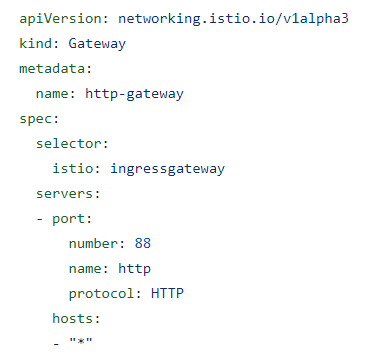 apiVersion: networking.istio.io/v1alpha3
kind: Gateway
metadata:
  name: http-gateway
spec:
  selector:
    istio: ingressgateway
  servers:
  - port:
      number: 88
      name: http
      protocol: HTTP
    hosts:
    - "*"